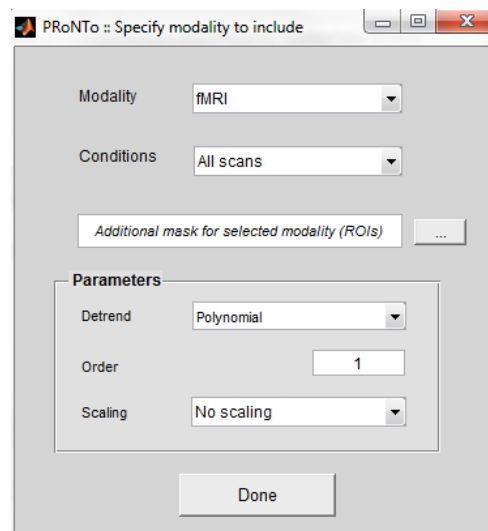 PRoNTo :: Specify modality to include
Modality
fMRI
Conditions
All scans
Additional mask for selected modality (ROIs)
...
Parameters
Detrend
Polynomial
Order
1
Scaling
No scaling
Done